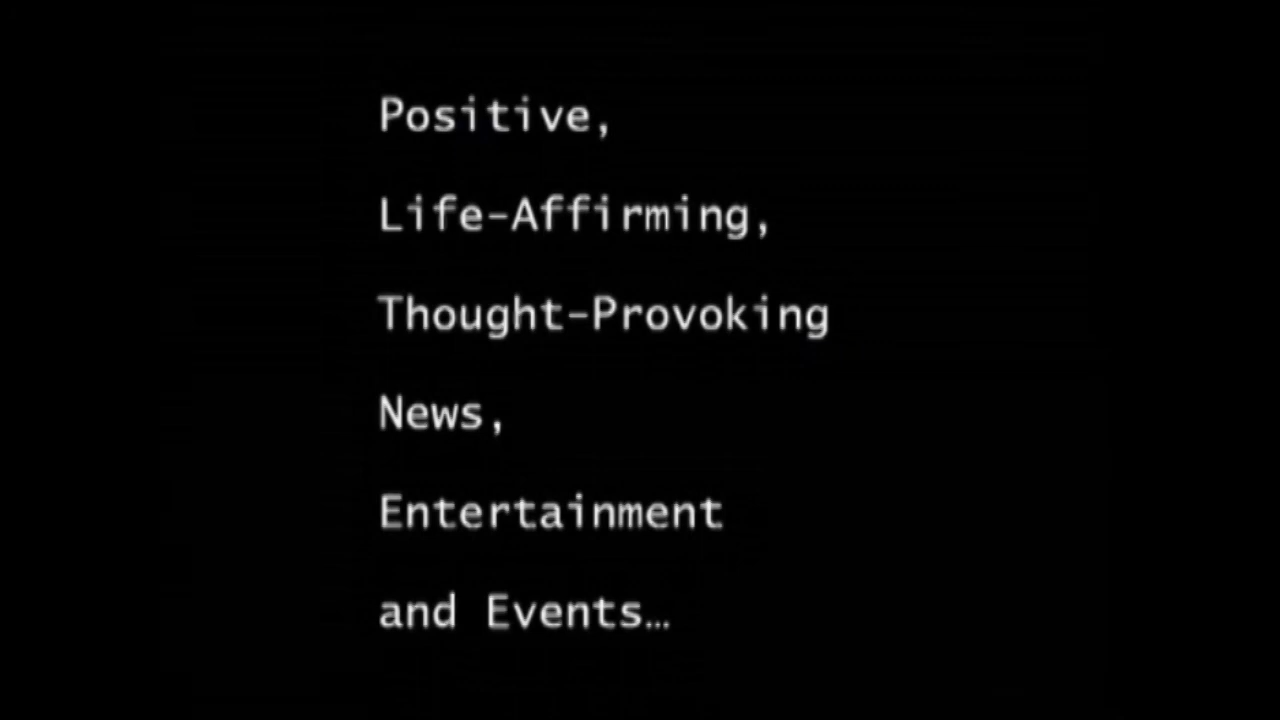 Positive,
Life-Affirming,
Thought-Provoking
News,
Entertainment
and Events…